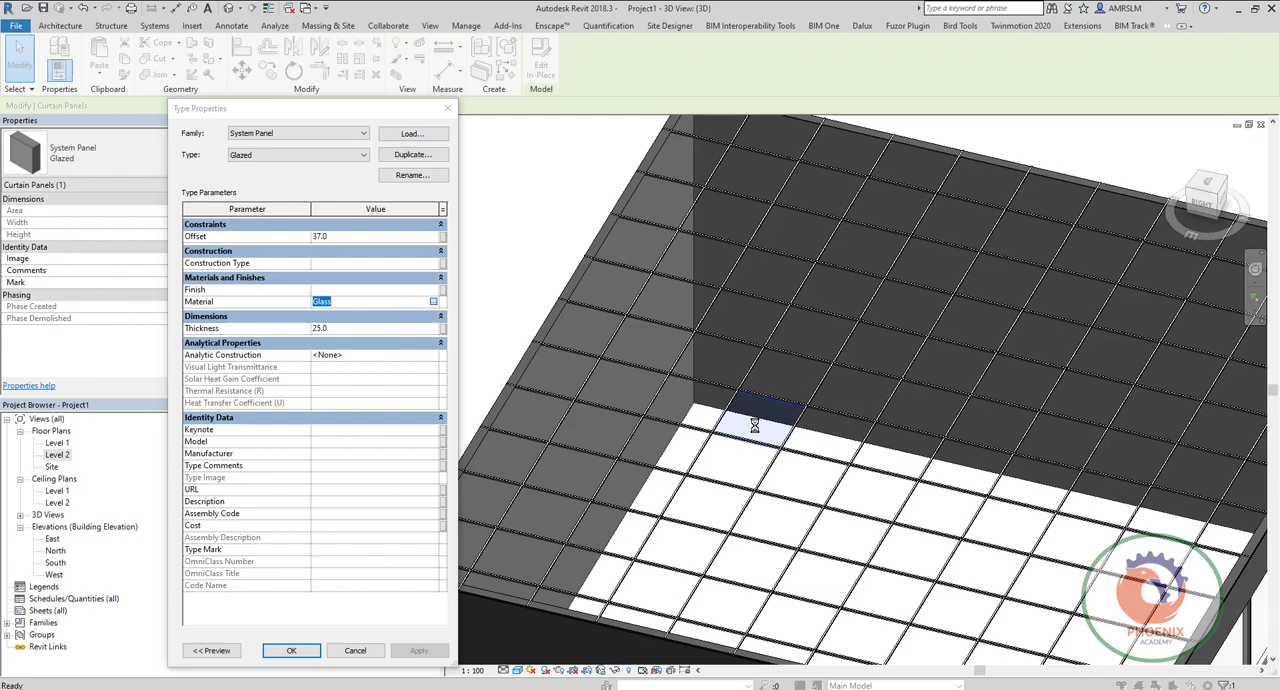 Autodesk Revit 2018.3 - Project1 - 3D View: {3D}
Type a keyword or phrase
AMRSLM
File Architecture Structure Systems Insert Annotate Analyze Massing & Site Collaborate View Manage Add-Ins Enscape™ Quantification Site Designer BIM Interoperability Tools BIM One Fuzor Plugin Bird Tools Twinmotion 2020 Extensions BIM Track®
Modify
Paste
Cope
Cut
Join
Edit
In-Place
Select Properties Clipboard Geometry Modify View Measure Create Model
Modify | Curtain Panels
Properties
System Panel
Glazed
Curtain Panels (1)
Dimensions
Area
Width
Height
Identity Data
Image
Comments
Mark
Phasing
Phase Created
Phase Demolished
Properties help
Project Browser - Project1
Views (all)
Floor Plans
Level 1
Level 2
Site
Ceiling Plans
Level 1
Level 2
3D Views
Elevations (Building Elevation)
East
North
South
West
Legends
Schedules/Quantities (all)
Sheets (all)
Families
Groups
Revit Links
Type Properties
Family: System Panel Load...
Type: Glazed Duplicate...
Rename...
Type Parameters
Parameter Value =
Constraints
Offset 37.0
Construction
Construction Type
Materials and Finishes
Finish
Material Glass
Dimensions
Thickness 25.0
Analytical Properties
Analytic Construction <None>
Visual Light Transmittance
Solar Heat Gain Coefficient
Thermal Resistance (R)
Heat Transfer Coefficient (U)
Identity Data
Keynote
Model
Manufacturer
Type Comments
Type Image
URL
Description
Assembly Code
Cost
Assembly Description
Type Mark
OmniClass Number
OmniClass Title
Code Name
<< Preview OK Cancel Apply
RIGHT
PHOENIX
ACADEMY
1 : 100
Ready
:0
Main Model
:1